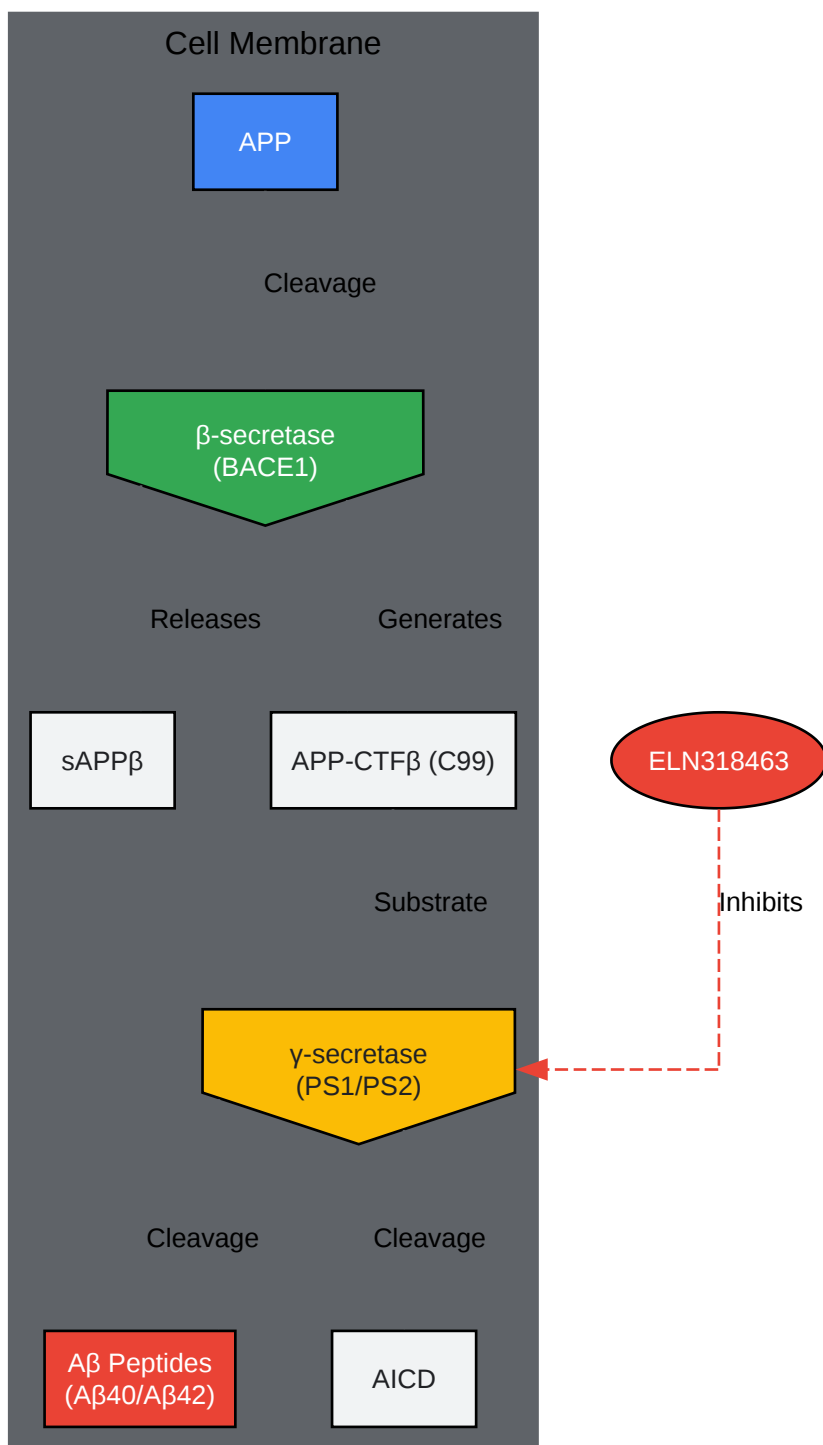 Cell Membrane
APP
Cleavage
β-secretase
(BACE1)
Releases
Generates
sAPPβ
APP-CTFβ (C99)
ELN318463
Substrate
Inhibits
γ-secretase
(PS1/PS2)
Cleavage
Cleavage
Aβ Peptides
(Aβ40/Aβ42)
AICD